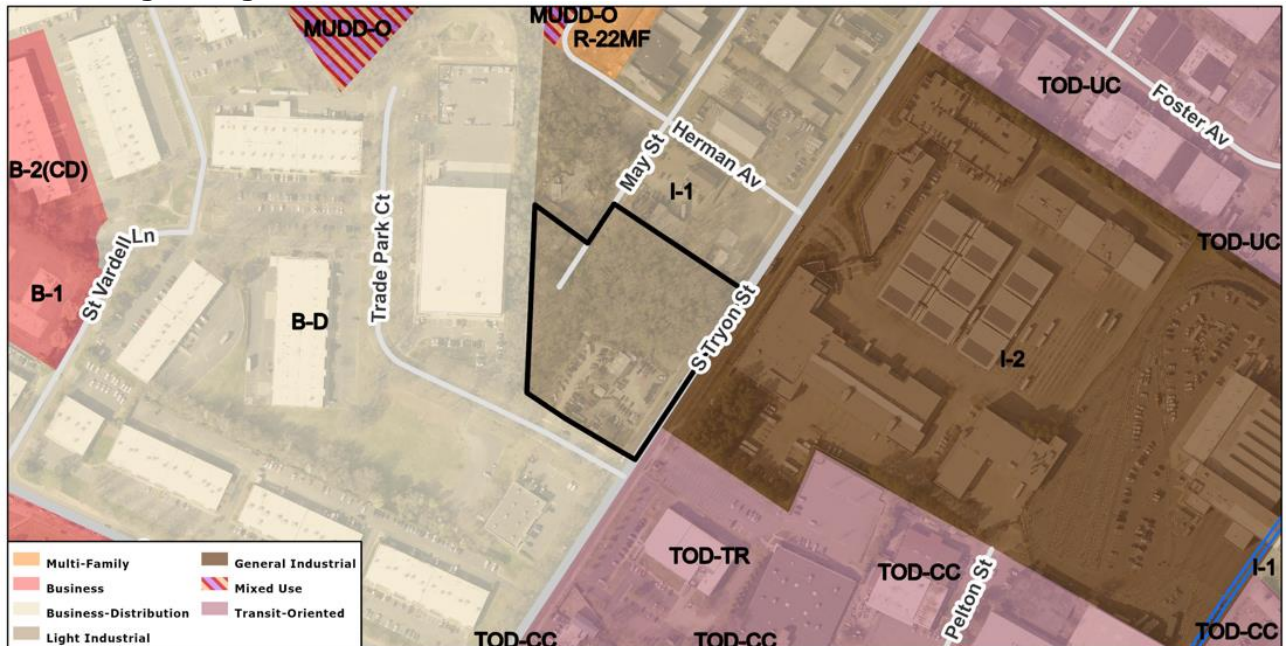 MUDD-O
MUDD-O
R-22MF
TOD-UC
Foster Av
B-2(CD)
May St
Herman Av
I-1
TOD-UC
St Vardell Ln
Trade Park Ct
B-1
B-D
S Tryon St
I-2
TOD-TR
TOD-CC
Pelton St
I-1
TOD-CC
TOD-CC
TOD-CC
Multi-Family
Business
Business-Distribution
Light Industrial
General Industrial
Mixed Use
Transit-Oriented